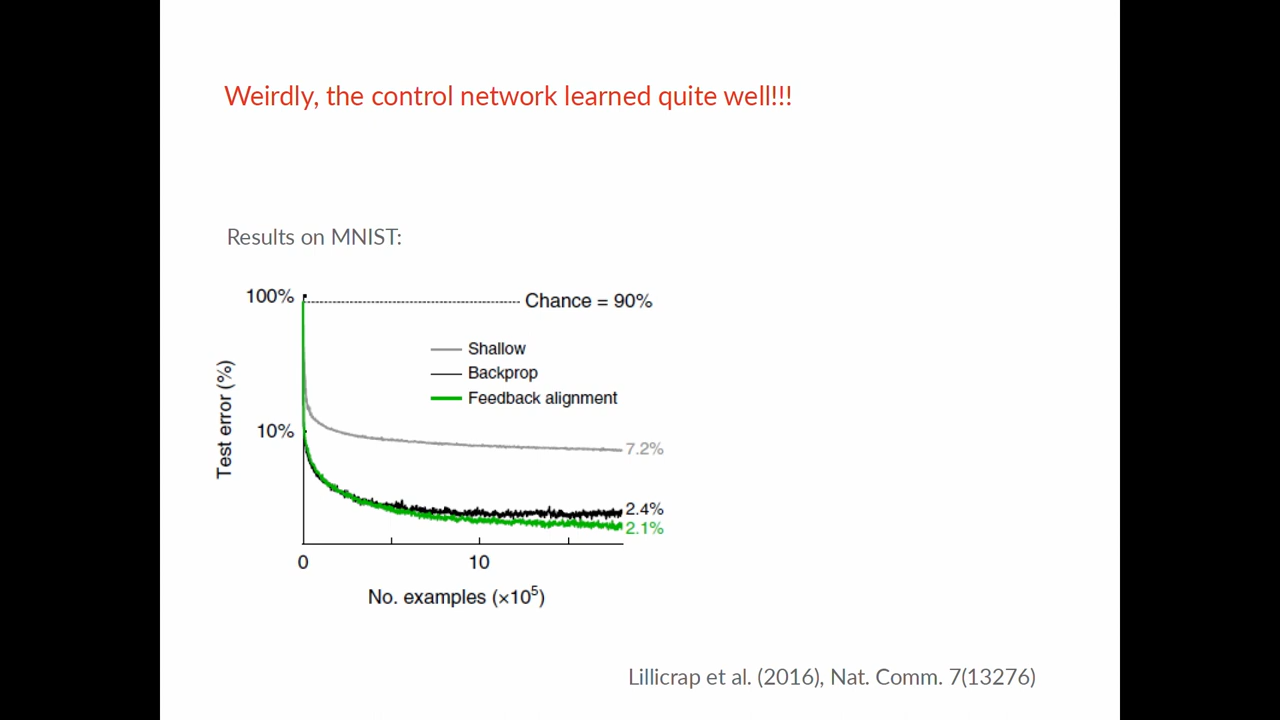 Weirdly, the control network learned quite well!!!
Results on MNIST:
100%
Chance = 90%
Shallow
Backprop
Feedback alignment
Test error (%)
10%
7.2%
2.4%
2.1%
0
10
No. examples (×10⁵)
Lillicrap et al. (2016), Nat. Comm. 7(13276)